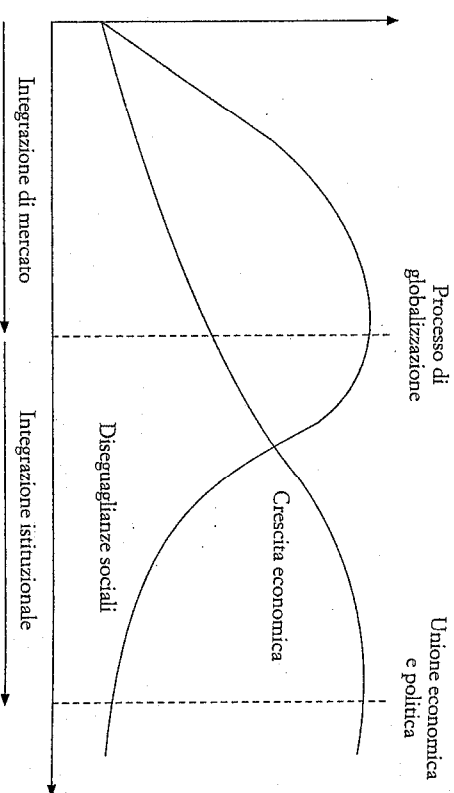 Processo di
globalizzazione
Unione economica
e politica
Crescita economica
Diseguaglianze sociali
Integrazione di mercato
Integrazione istituzionale